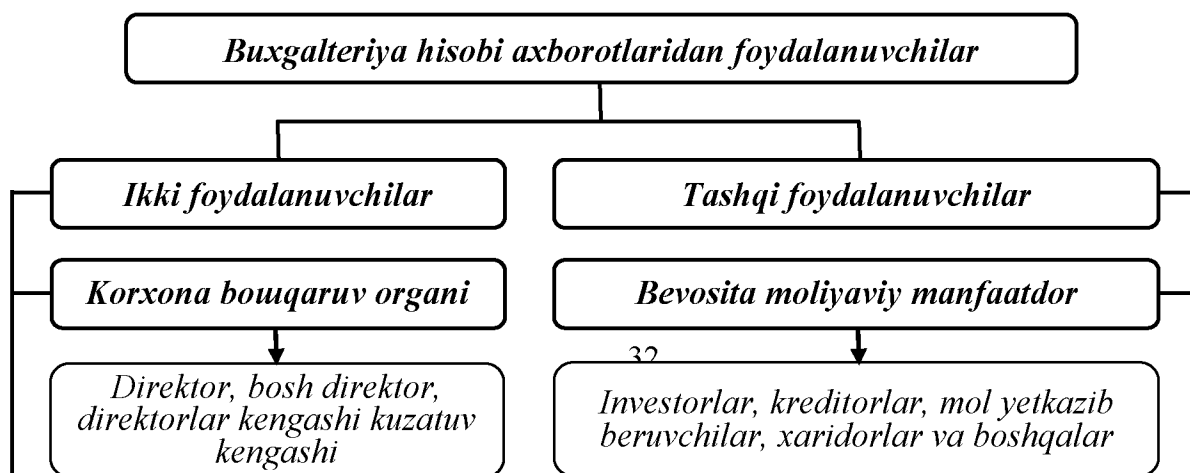 Buxgalteriya hisobi axborotlaridan foydalanuvchilar
Ikki foydalanuvchilar
Tashqi foydalanuvchilar
Korxona boшqaruv organi
Bevosita moliyaviy manfaatdor
32
Direktor, bosh direktor,
direktorlar kengashi kuzatuv
kengashi
Investorlar, kreditorlar, mol yetkazib
beruvchilar, xaridorlar va boshqalar